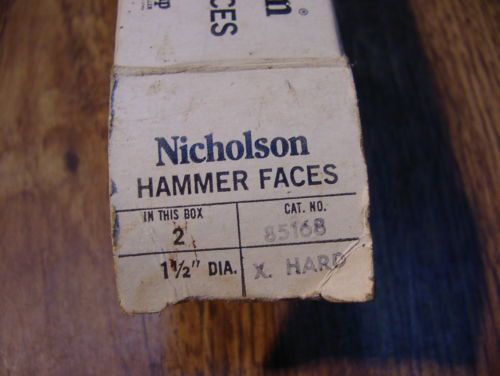 Nicholson
HAMMER FACES
IN THIS BOX
2
CAT. NO.
85168
1½" DIA.
X. HARD